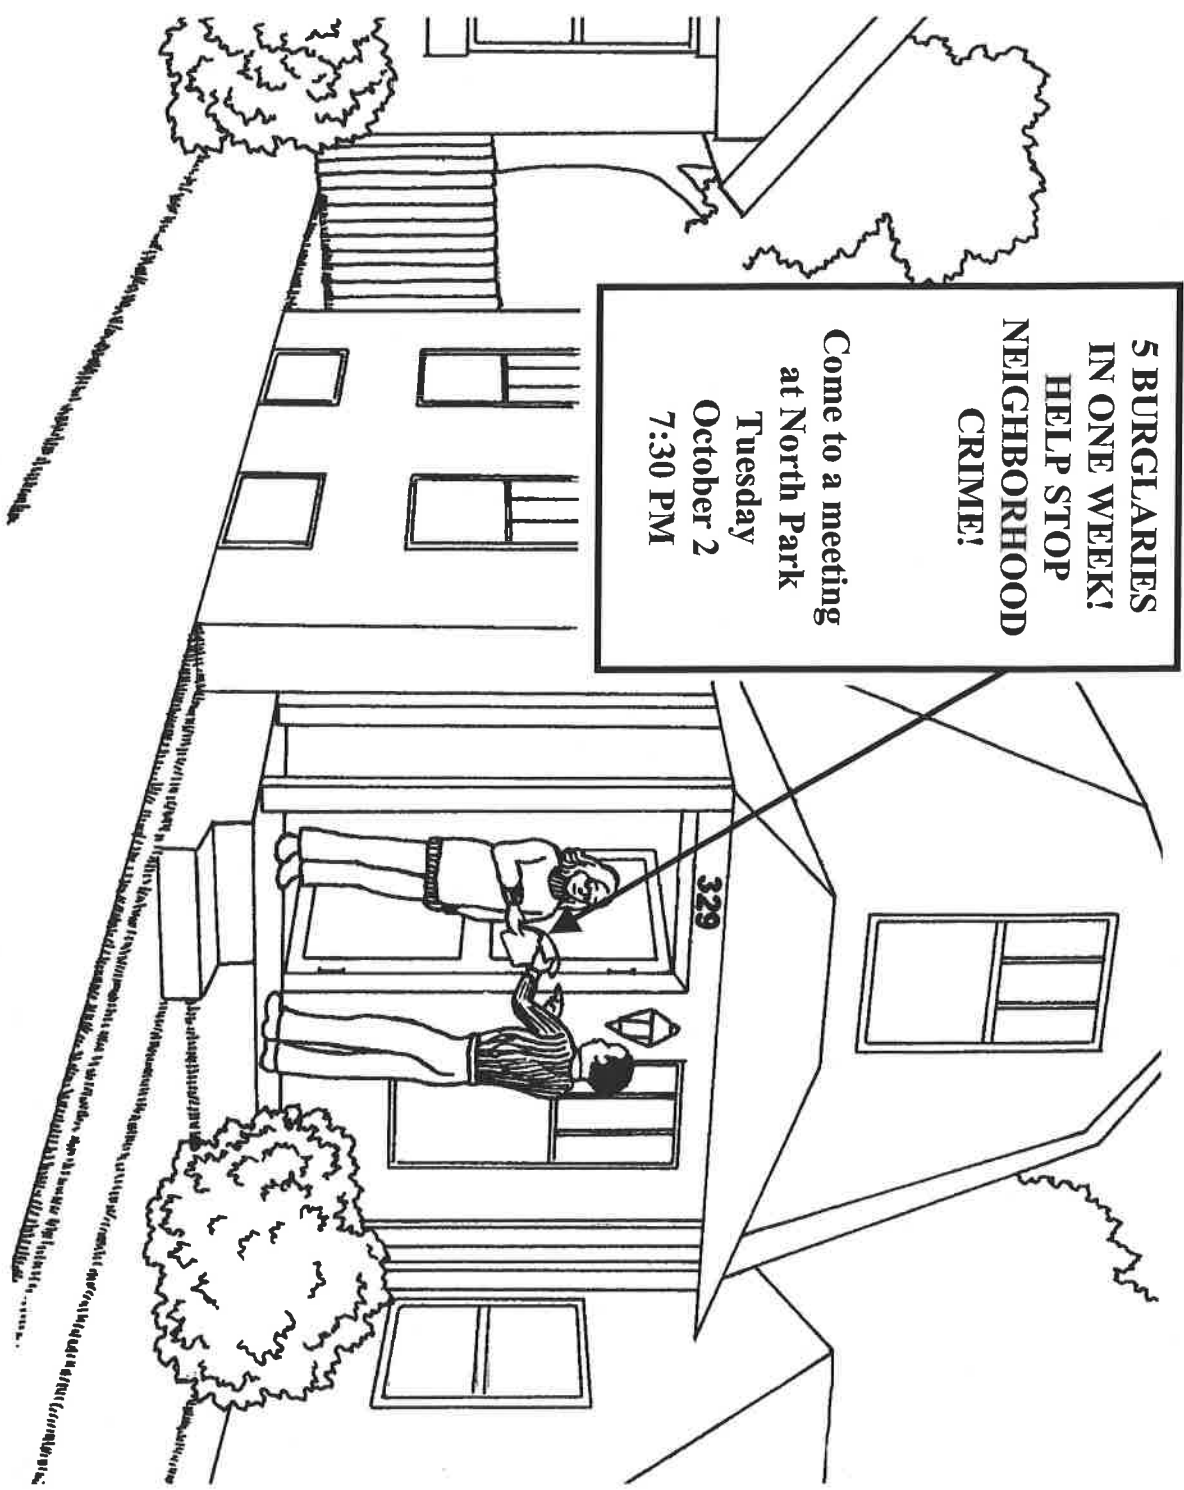 5 BURGLARIES
IN ONE WEEK!
HELP STOP
NEIGHBORHOOD
CRIME!
Come to a meeting
at North Park
Tuesday
October 2
7:30 PM
329